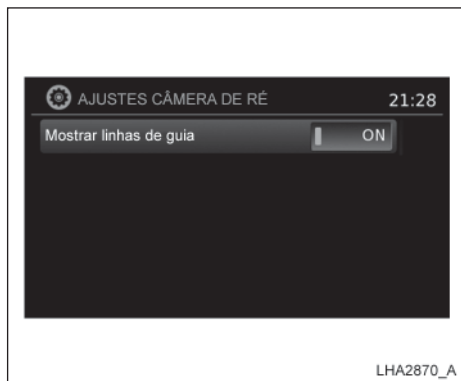 AJUSTES CÂMERA DE RÉ 21:28
Mostrar linhas de guia ON
LHA2870_A